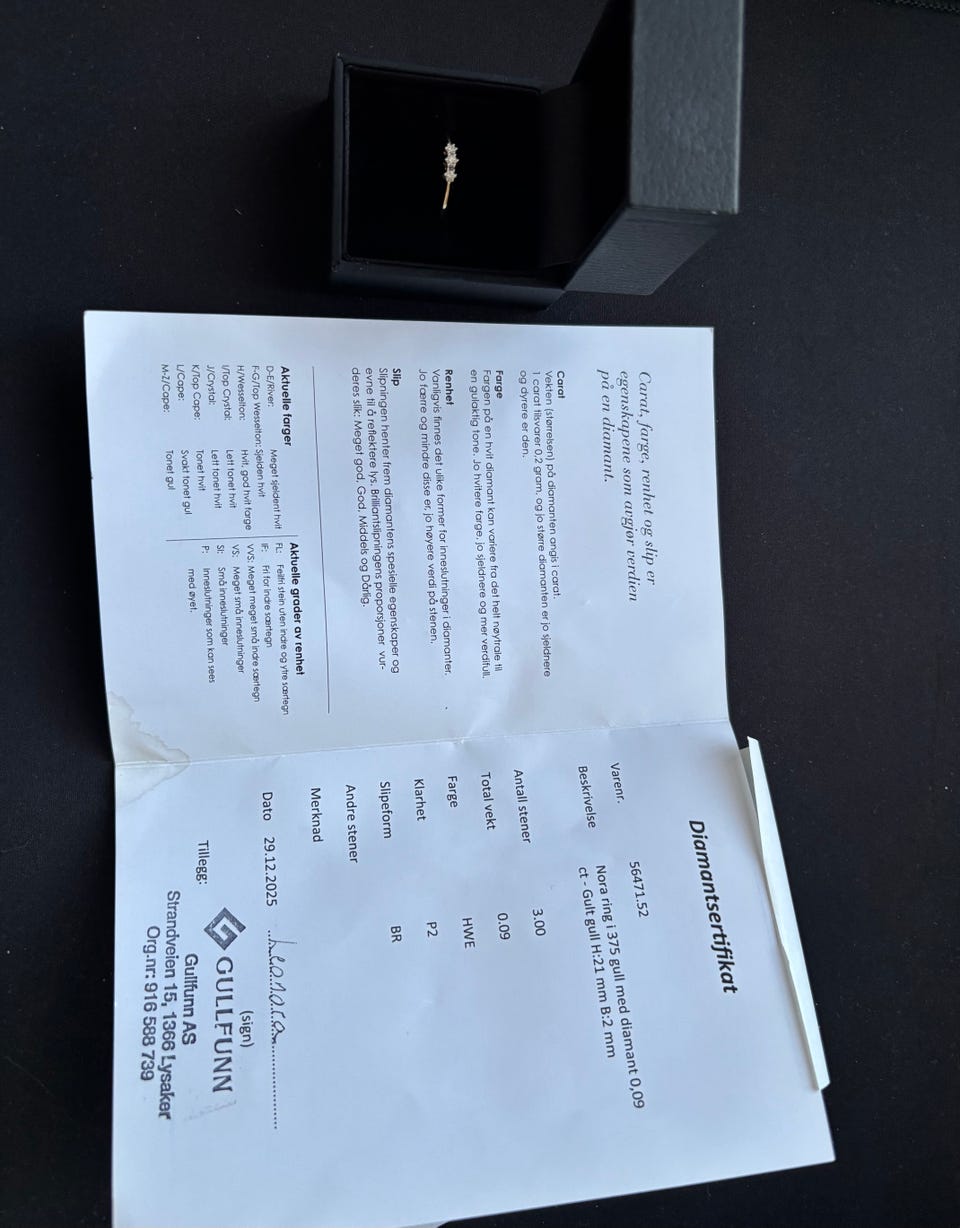 Carat, farge, renhet og slip er
egenskapene som avgjør verdien
på en diamant.
Carat
Vekten (størrelsen) på diamanten angis i carat.
1 carat tilsvarer 0,2 gram, og jo større diamanten er jo sjeldnere
og dyrere er den.
Farge
Fargen på en hvit diamant kan variere fra det helt nøytrale til
en gulaktig tone. Jo hvitere farge, jo sjeldnere og mer verdifull.
Renhet
Vanligvis finnes det ulike former for inneslutninger i diamanter.
Jo færre og mindre disse er, jo høyere verdi på stenen.
Slip
Slipningen henter frem diamantens spesielle egenskaper og
evne til å reflektere lys. Brilliantslipningens proporsjoner vur-
deres slik: Meget god, God, Middels og Dårlig.
Aktuelle farger
D-E/River: Meget sjeldent hvit
F-G/Top Wesselton: Sjelden hvit
H/Wesselton: Hvit, god hvit farge
I/Top Crystal: Lett tonet hvit
J/Crystal: Lett tonet hvit
K/Top Cape: Tonet hvit
L/Cape: Svakt tonet gul
M-Z/Cape: Tonet gul
Aktuelle grader av renhet
FL: Feilfri stein uten indre og ytre særtegn
IF: Fri for indre særtegn
VVS: Meget meget små indre særtegn
VS: Meget små inneslutninger
SI: Små inneslutninger
P: Inneslutninger som kan sees
med øyet.
Diamantsertifikat
Varenr. 56471.52
Beskrivelse Nora ring i 375 gull med diamant 0,09
ct - Gult gull H:21 mm B:2 mm
Antall stener 3.00
Total vekt 0.09
Farge HWE
Klarhet P2
Slipeform BR
Andre stener
Merknad
Dato 29.12.2025
(sign)
Tillegg:
GULLFUNN
Gullfunn AS
Strandveien 15, 1366 Lysaker
Org.nr: 916 588 739